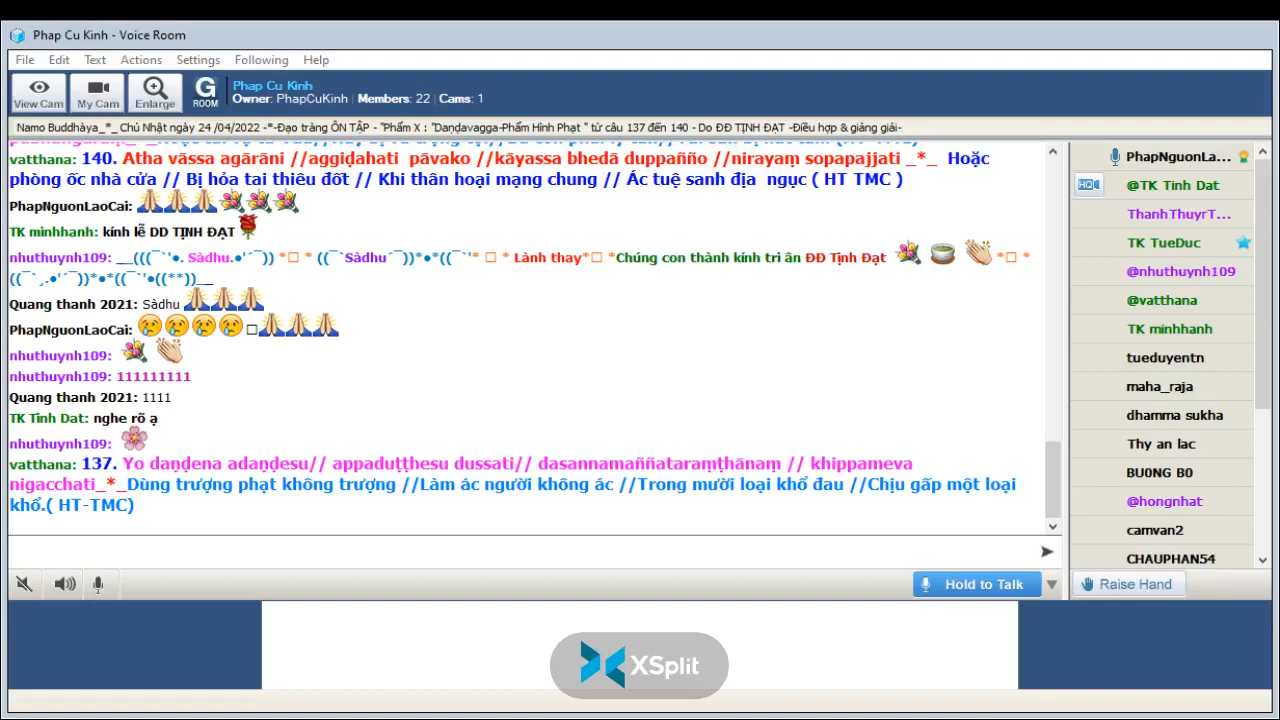 Phap Cu Kinh - Voice Room
File Edit Text Actions Settings Following Help
View Cam My Cam Enlarge G ROOM
Phap Cu Kinh
Owner: PhapCuKinh | Members: 22 | Cams: 1
Namo Buddhàya_*_ Chủ Nhật ngày 24 /04/2022 -*-Đạo tràng ÔN TẬP - "Phẩm X : "Daṇḍavagga-Phẩm Hình Phạt " từ câu 137 đến 140 - Do ĐĐ TỊNH ĐẠT -Điều hợp & giảng giải-
vatthana: 140. Atha vāssa agārāni //aggiḍahati pāvako //kāyassa bhedā duppañño //nirayaṃ sopapajjati _*_ Hoặc
phòng ốc nhà cửa // Bị hỏa tai thiêu đốt // Khi thân hoại mạng chung // Ác tuệ sanh địa ngục ( HT TMC )
PhapNguonLaoCai:
TK minhhanh: kính lễ DD TỊNH ĐẠT
nhuthuynh109: __(((¯`'•. Sàdhu.•'´¯)) *□ * ((¯`Sàdhu´¯))*•*((¯`'* □ * Lành thay*□ *Chúng con thành kính tri ân ĐĐ Tịnh Đạt *□ *
((¯`¸.•'´¯))*•*((¯`'•((**))__
Quang thanh 2021: Sàdhu
PhapNguonLaoCai: □
nhuthuynh109:
nhuthuynh109: 111111111
Quang thanh 2021: 1111
TK Tinh Dat: nghe rõ ạ
nhuthuynh109:
vatthana: 137. Yo daṇḍena adaṇḍesu// appaduṭṭhesu dussati// dasannamaññataraṃṭhānaṃ // khippameva
nigacchati_*_Dùng trượng phạt không trượng //Làm ác người không ác //Trong mười loại khổ đau //Chịu gấp một loại
khổ.( HT-TMC)
Hold to Talk
PhapNguonLa...
HQ @TK Tinh Dat
ThanhThuyrT...
TK TueDuc
@nhuthuynh109
@vatthana
TK minhhanh
tueduyentn
maha_raja
dhamma sukha
Thy an lac
BU0NG B0
@hongnhat
camvan2
CHAUPHAN54
Raise Hand
XSplit